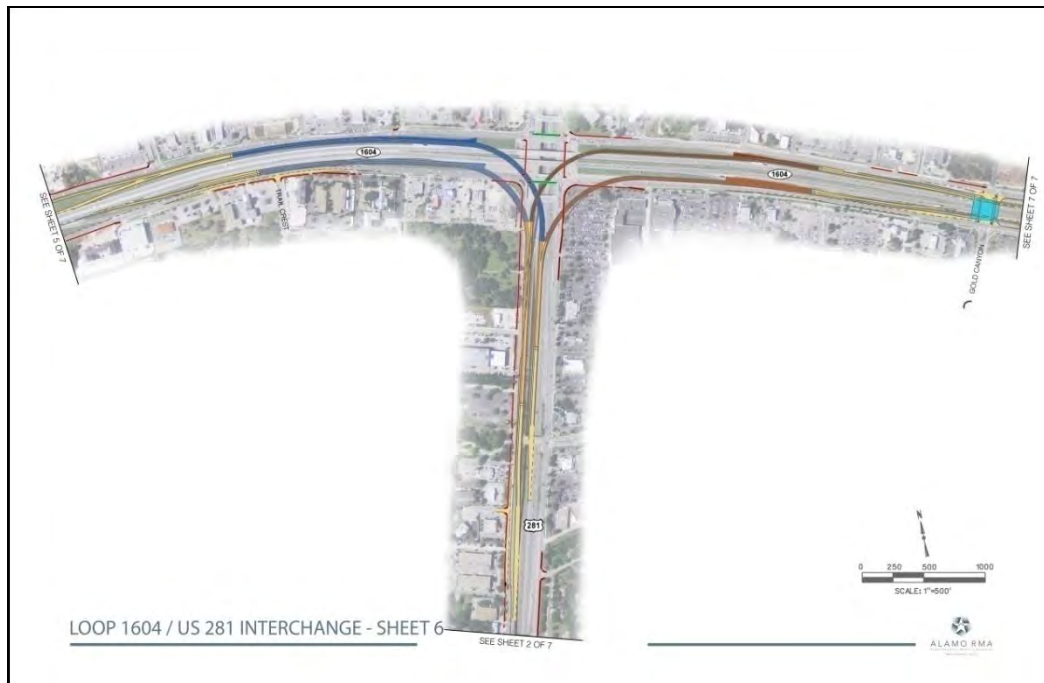 1604
1604
TRAIL CREST
SEE SHEET 5 OF 7
SEE SHEET 7 OF 7
GOLD CANYON
281
N
0 250 500 1000
SCALE: 1"=500'
LOOP 1604 / US 281 INTERCHANGE - SHEET 6
SEE SHEET 2 OF 7
ALAMO RMA